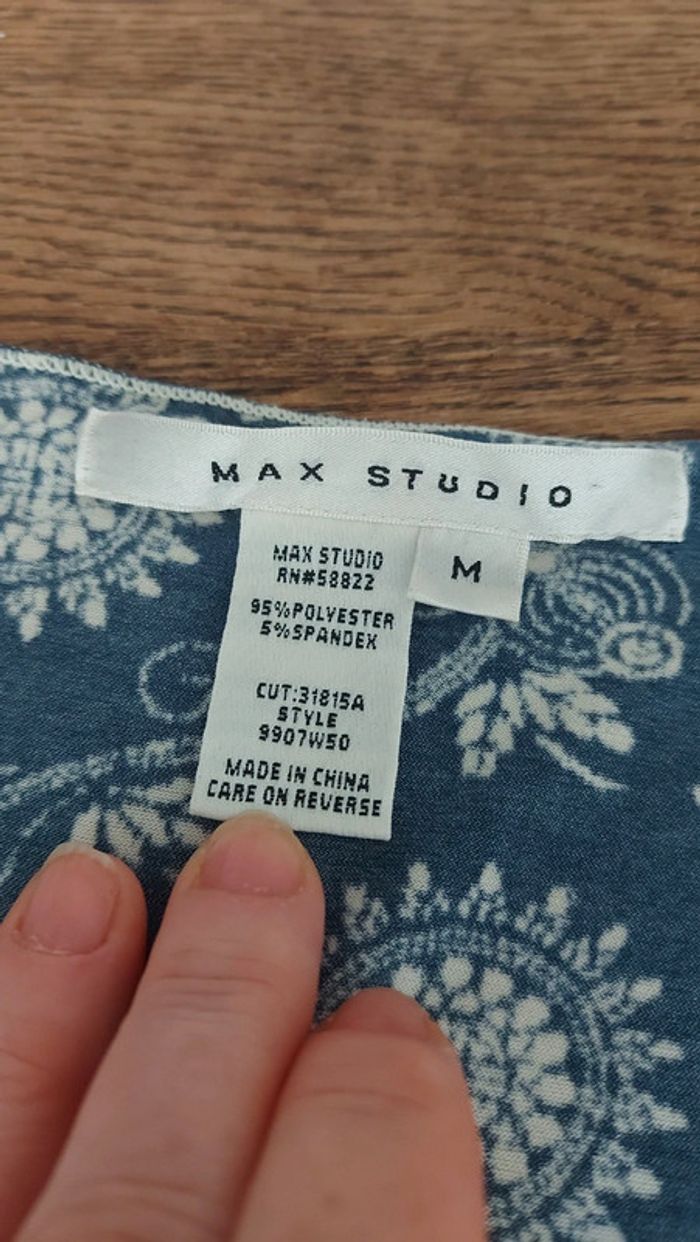 MAX STUDIO
M
MAX STUDIO
RN#58822
95%POLYESTER
5%SPANDEX
CUT:31815A
STYLE
9907W50
MADE IN CHINA
CARE ON REVERSE